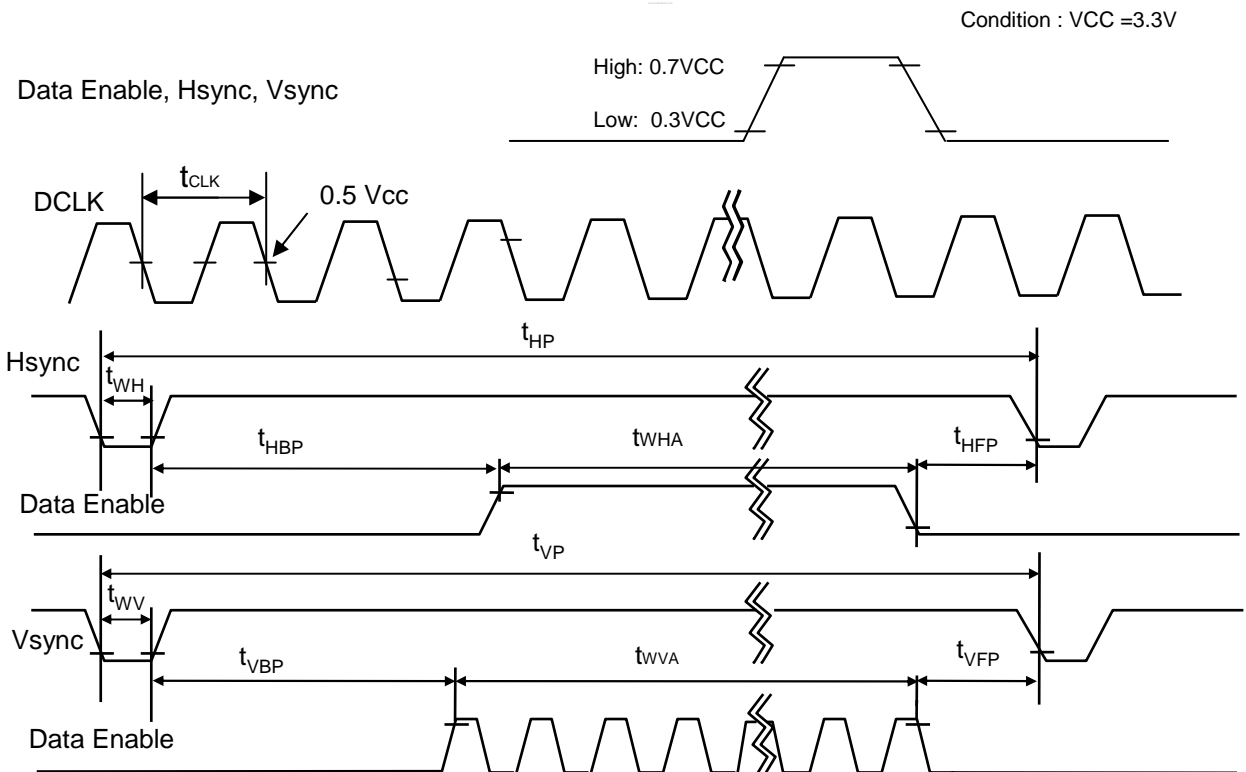 Condition : VCC =3.3V
High: 0.7VCC
Data Enable, Hsync, Vsync
Low: 0.3VCC
tCLK
0.5 Vcc
DCLK
tHP
Hsync
tWH
tHBP
tWHA
tHFP
Data Enable
tVP
tWV
Vsync
tVBP
tWVA
tVFP
Data Enable